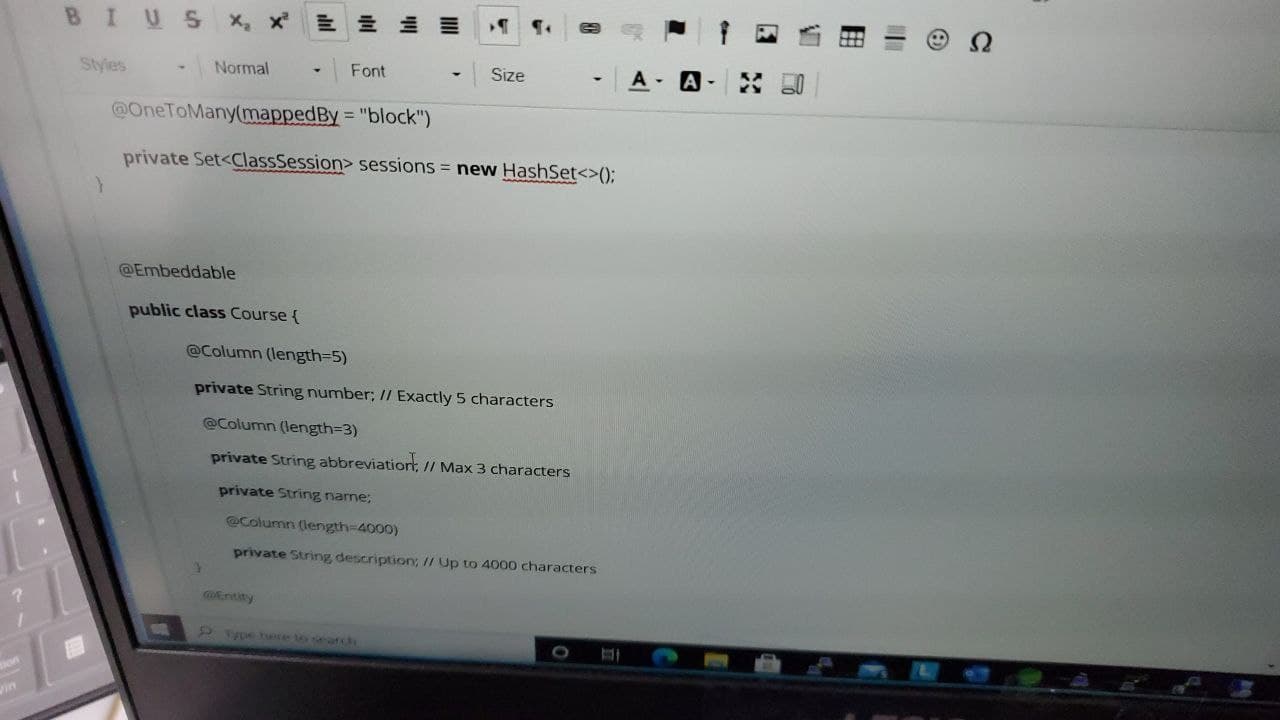 B I U S X₂ X²
Styles Normal Font Size A A
@OneToMany(mappedBy = "block")
private Set<ClassSession> sessions = new HashSet<>();
}
@Embeddable
public class Course {
@Column (length=5)
private String number; // Exactly 5 characters
@Column (length=3)
private String abbreviation; // Max 3 characters
private String name;
@Column (length=4000)
private String description; // Up to 4000 characters
}
@Entity
Type here to search